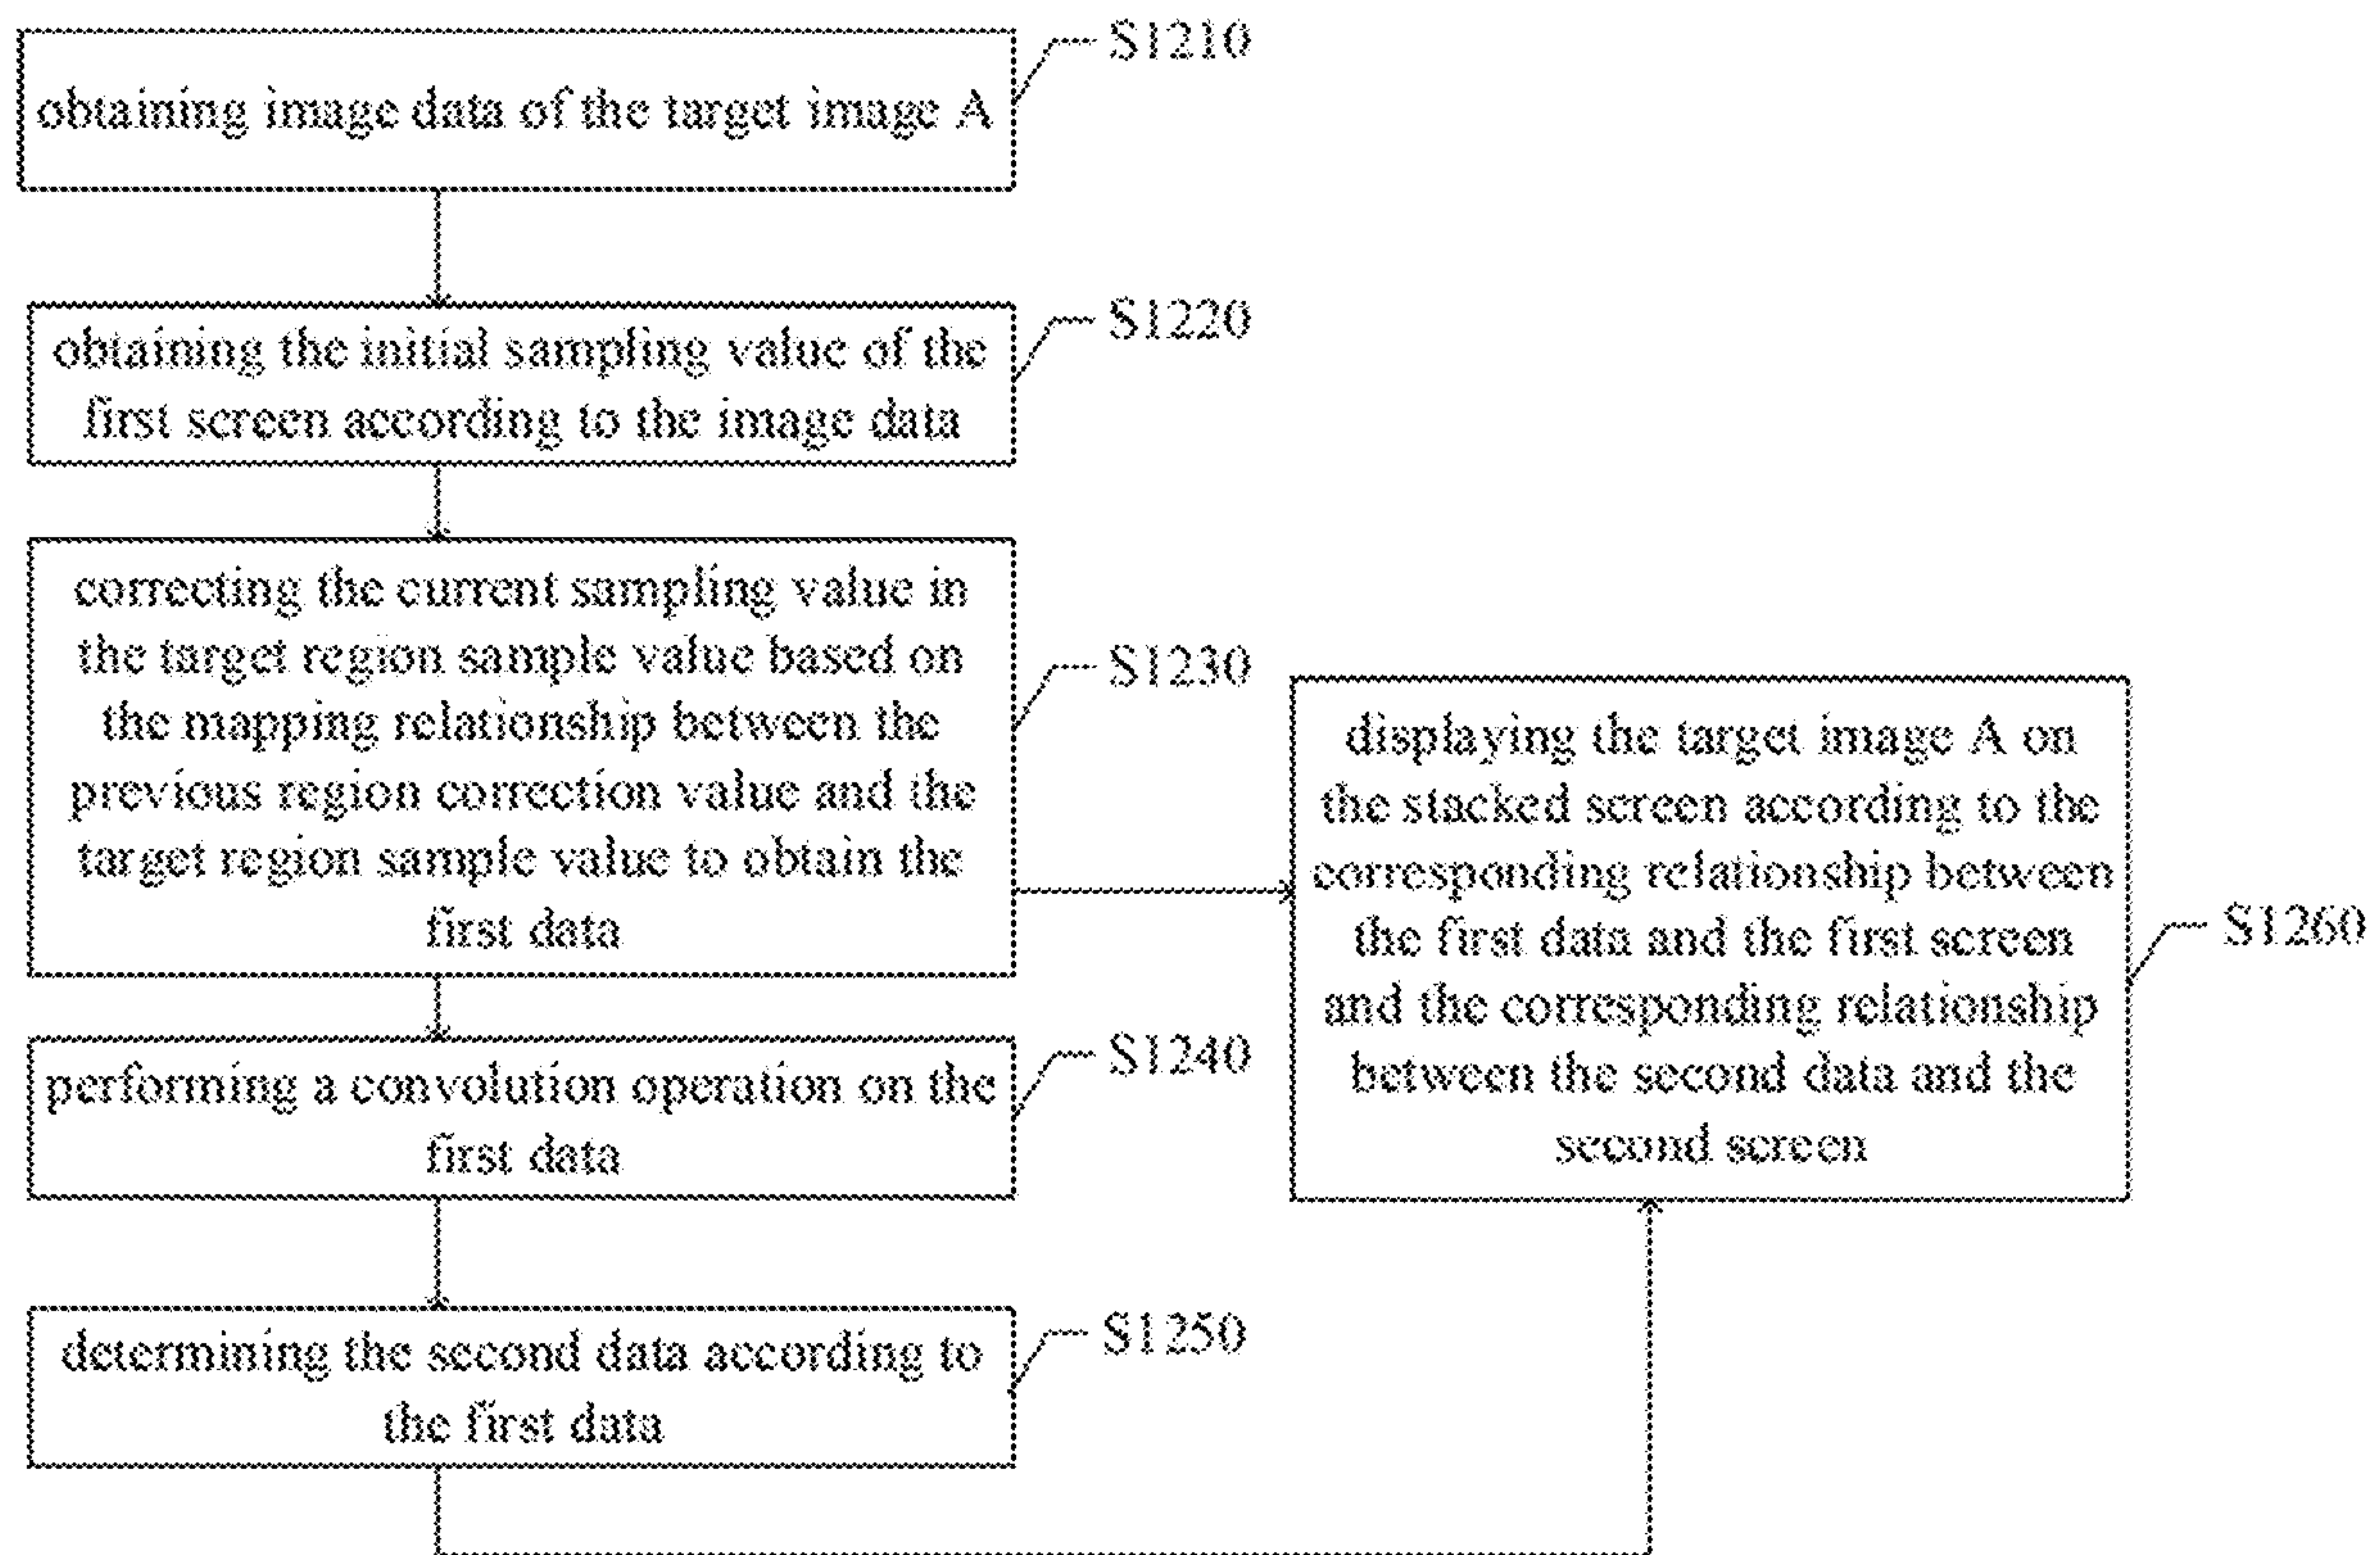 S1210
obtaining image data of the target image A
S1220
obtaining the initial sampling value of the
first screen according to the image data
S1230
correcting the current sampling value in
the target region sample value based on
the mapping relationship between the
previous region correction value and the
target region sample value to obtain the
first data
S1240
performing a convolution operation on the
first data
S1250
determining the second data according to
the first data
S1260
displaying the target image A on
the stacked screen according to the
corresponding relationship between
the first data and the first screen
and the corresponding relationship
between the second data and the
second screen